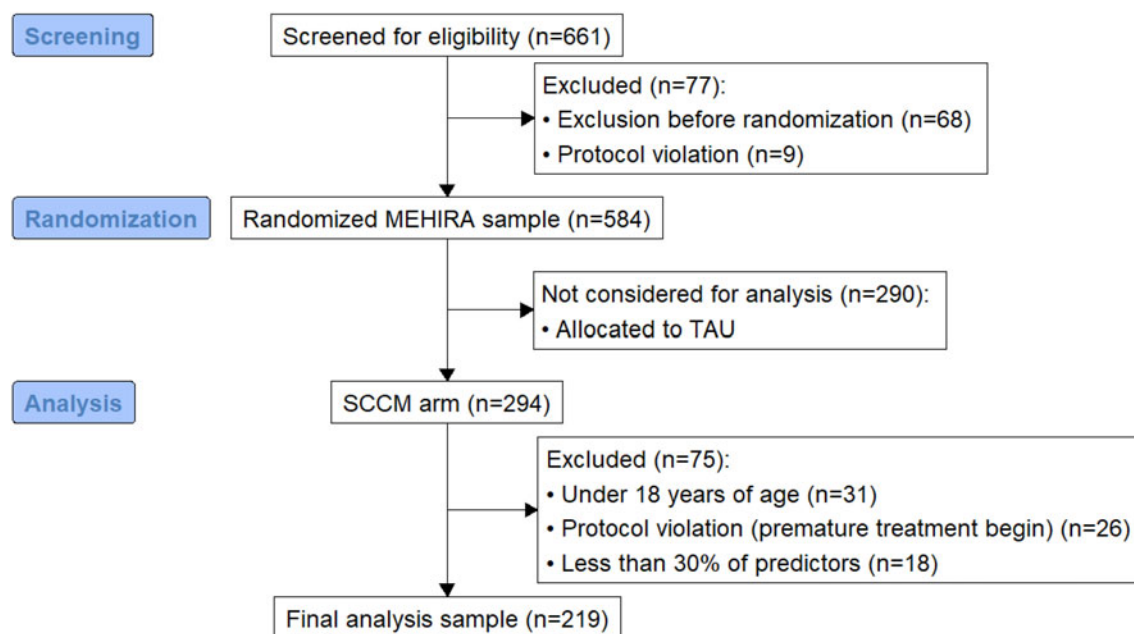 Screening
Screened for eligibility (n=661)
Excluded (n=77):
• Exclusion before randomization (n=68)
• Protocol violation (n=9)
Randomization
Randomized MEHIRA sample (n=584)
Not considered for analysis (n=290):
• Allocated to TAU
Analysis
SCCM arm (n=294)
Excluded (n=75):
• Under 18 years of age (n=31)
• Protocol violation (premature treatment begin) (n=26)
• Less than 30% of predictors (n=18)
Final analysis sample (n=219)